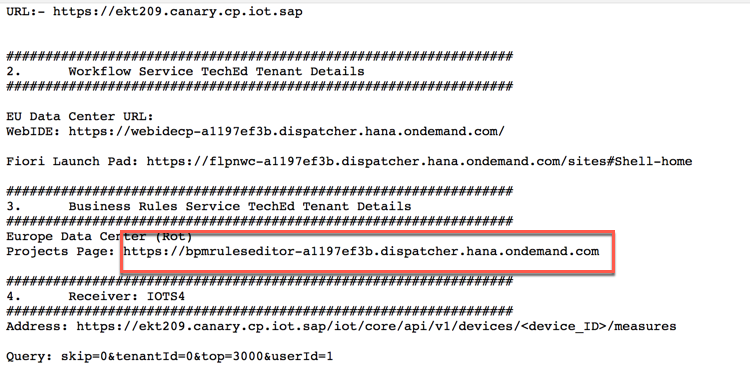 URL:- https://ekt209.canary.cp.iot.sap
#################################################################
2. Workflow Service TechEd Tenant Details
#################################################################
EU Data Center URL:
WebIDE: https://webidecp-a1197ef3b.dispatcher.hana.ondemand.com/
Fiori Launch Pad: https://flpnwc-a1197ef3b.dispatcher.hana.ondemand.com/sites#Shell-home
#################################################################
3. Business Rules Service TechEd Tenant Details
#################################################################
Europe Data Center (Rot)
Projects Page: https://bpmruleseditor-a1197ef3b.dispatcher.hana.ondemand.com
#################################################################
4. Receiver: IOTS4
#################################################################
Address: https://ekt209.canary.cp.iot.sap/iot/core/api/v1/devices/<device_ID>/measures
Query: skip=0&tenantId=0&top=3000&userId=1